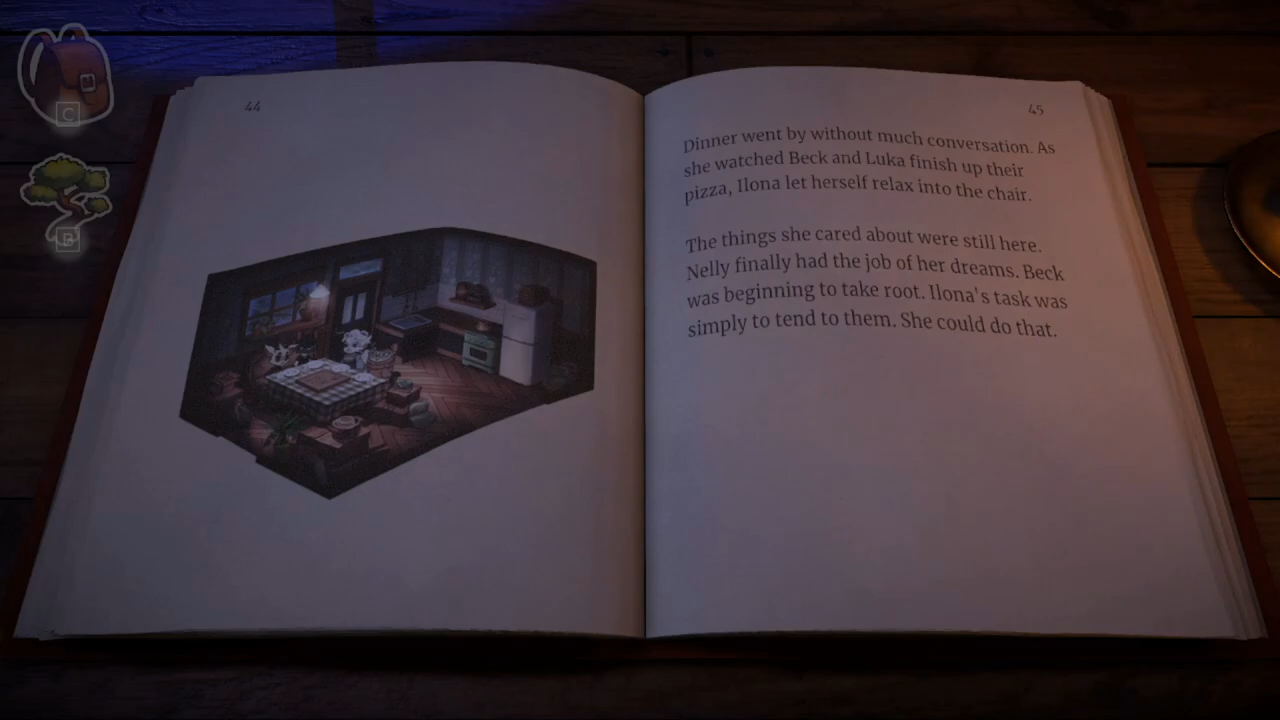 44
45
C
B
Dinner went by without much conversation. As
she watched Beck and Luka finish up their
pizza, Ilona let herself relax into the chair.
The things she cared about were still here.
Nelly finally had the job of her dreams. Beck
was beginning to take root. Ilona's task was
simply to tend to them. She could do that.